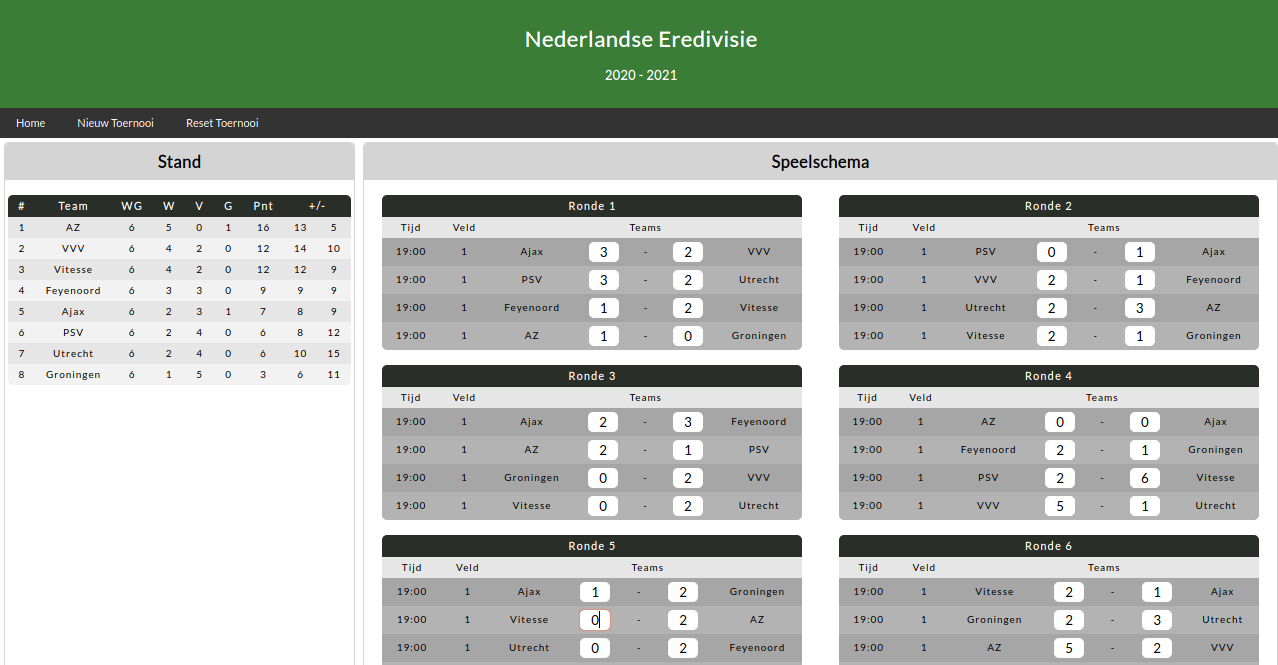 Nederlandse Eredivisie
2020 - 2021
Home Nieuw Toernooi Reset Toernooi
Stand
# Team WG W V G Pnt +/-
1 AZ 6 5 0 1 16 13 5
2 VVV 6 4 2 0 12 14 10
3 Vitesse 6 4 2 0 12 12 9
4 Feyenoord 6 3 3 0 9 9 9
5 Ajax 6 2 3 1 7 8 9
6 PSV 6 2 4 0 6 8 12
7 Utrecht 6 2 4 0 6 10 15
8 Groningen 6 1 5 0 3 6 11
Speelschema
Ronde 1
Tijd Veld Teams
19:00 1 Ajax 3 - 2 VVV
19:00 1 PSV 3 - 2 Utrecht
19:00 1 Feyenoord 1 - 2 Vitesse
19:00 1 AZ 1 - 0 Groningen
Ronde 2
Tijd Veld Teams
19:00 1 PSV 0 - 1 Ajax
19:00 1 VVV 2 - 1 Feyenoord
19:00 1 Utrecht 2 - 3 AZ
19:00 1 Vitesse 2 - 1 Groningen
Ronde 3
Tijd Veld Teams
19:00 1 Ajax 2 - 3 Feyenoord
19:00 1 AZ 2 - 1 PSV
19:00 1 Groningen 0 - 2 VVV
19:00 1 Vitesse 0 - 2 Utrecht
Ronde 4
Tijd Veld Teams
19:00 1 AZ 0 - 0 Ajax
19:00 1 Feyenoord 2 - 1 Groningen
19:00 1 PSV 2 - 6 Vitesse
19:00 1 VVV 5 - 1 Utrecht
Ronde 5
Tijd Veld Teams
19:00 1 Ajax 1 - 2 Groningen
19:00 1 Vitesse 0 - 2 AZ
19:00 1 Utrecht 0 - 2 Feyenoord
Ronde 6
Tijd Veld Teams
19:00 1 Vitesse 2 - 1 Ajax
19:00 1 Groningen 2 - 3 Utrecht
19:00 1 AZ 5 - 2 VVV